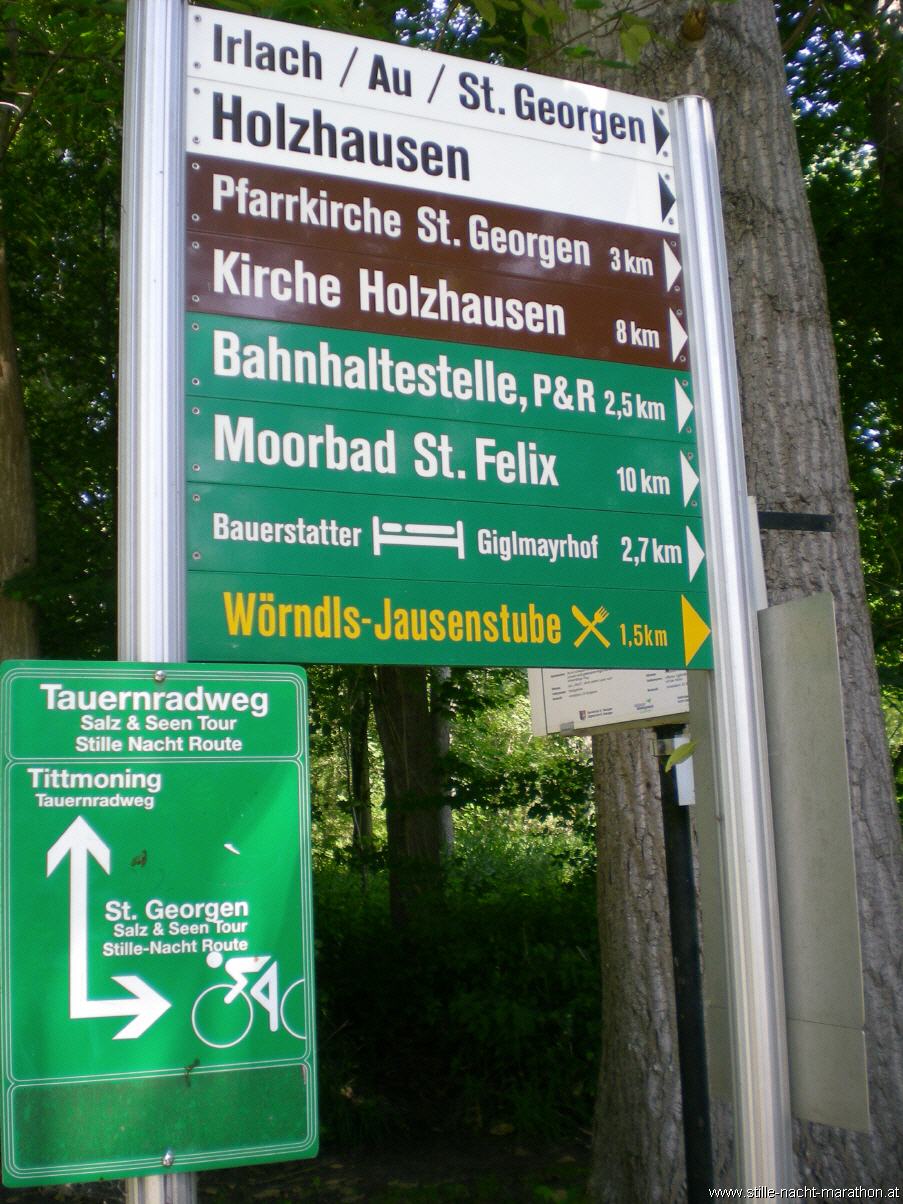 Irlach / Au / St. Georgen
Holzhausen
Pfarrkirche St. Georgen 3 km
Kirche Holzhausen 8 km
Bahnhaltestelle, P&R 2,5 km
Moorbad St. Felix 10 km
Bauerstatter Giglmayrhof 2,7 km
Wörndls-Jausenstube 1,5 km
Tauernradweg
Salz & Seen Tour
Stille Nacht Route
Tittmoning
Tauernradweg
St. Georgen
Salz & Seen Tour
Stille-Nacht Route
www.stille-nacht-marathon.at